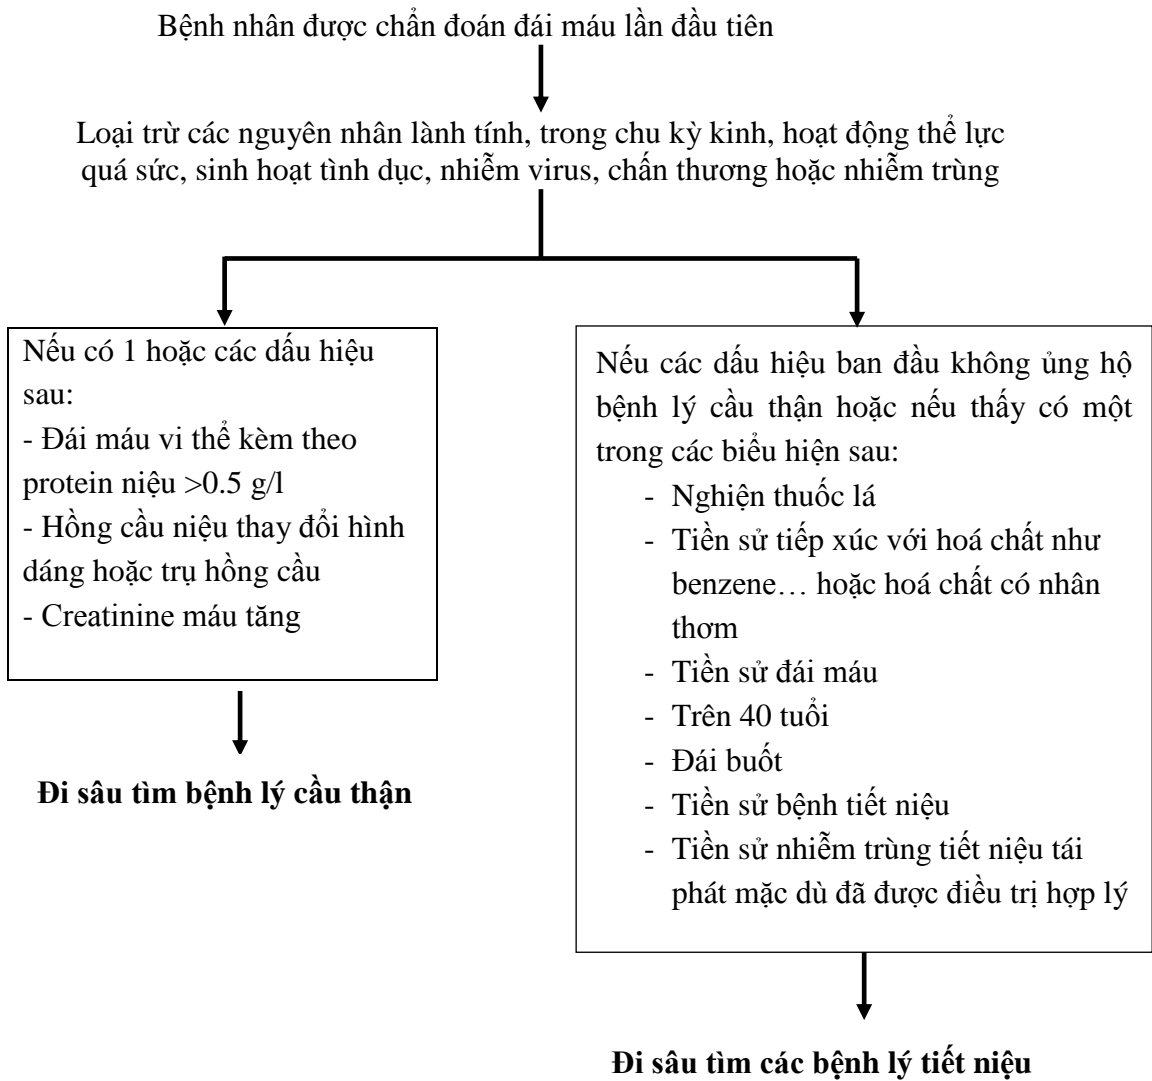 Bệnh nhân được chẩn đoán đái máu lần đầu tiên
Loại trừ các nguyên nhân lành tính, trong chu kỳ kinh, hoạt động thể lực
quá sức, sinh hoạt tình dục, nhiễm virus, chấn thương hoặc nhiễm trùng
Nếu có 1 hoặc các dấu hiệu
sau:
- Đái máu vi thể kèm theo
protein niệu >0.5 g/l
- Hồng cầu niệu thay đổi hình
dáng hoặc trụ hồng cầu
- Creatinine máu tăng
Đi sâu tìm bệnh lý cầu thận
Nếu các dấu hiệu ban đầu không ủng hộ
bệnh lý cầu thận hoặc nếu thấy có một
trong các biểu hiện sau:
- Nghiện thuốc lá
- Tiền sử tiếp xúc với hoá chất như
benzene… hoặc hoá chất có nhân
thơm
- Tiền sử đái máu
- Trên 40 tuổi
- Đái buốt
- Tiền sử bệnh tiết niệu
- Tiền sử nhiễm trùng tiết niệu tái
phát mặc dù đã được điều trị hợp lý
Đi sâu tìm các bệnh lý tiết niệu